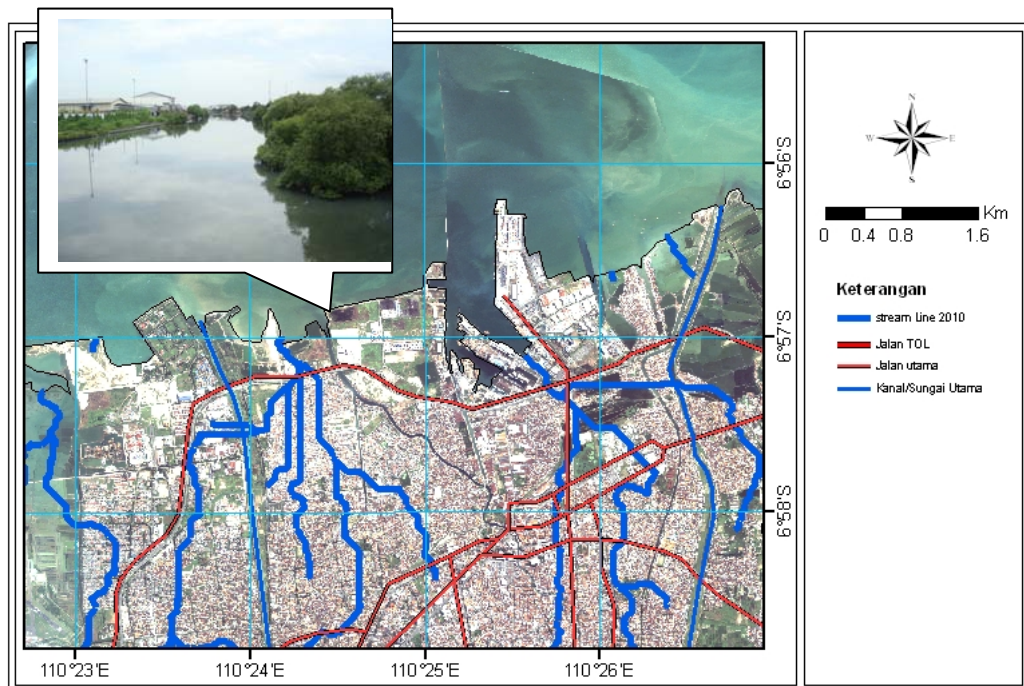 6°56'S
6°57'S
6°58'S
110°23'E
110°24'E
110°25'E
110°26'E
N
W E
S
Km
0 0.4 0.8 1.6
Keterangan
stream Line 2010
Jalan TOL
Jalan utama
Kanal/Sungai Utama